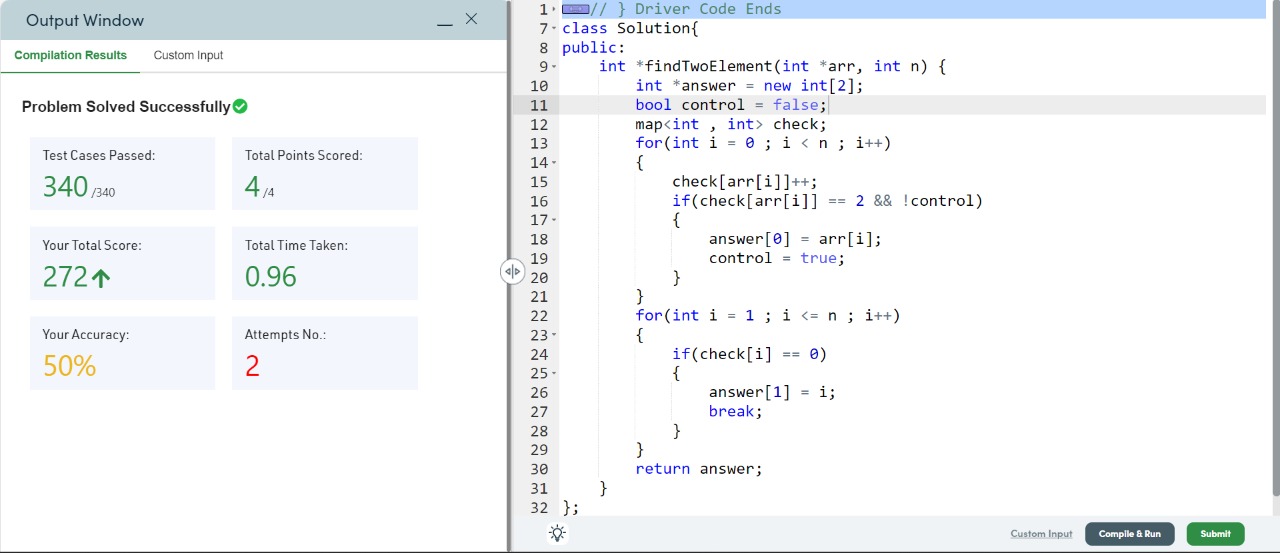 Output Window
Compilation Results Custom Input
Problem Solved Successfully
Test Cases Passed: Total Points Scored:
340 /340 4 /4
Your Total Score: Total Time Taken:
272 0.96
Your Accuracy: Attempts No.:
50% 2
1 // } Driver Code Ends
7 class Solution{
8 public:
9     int *findTwoElement(int *arr, int n) {
10         int *answer = new int[2];
11         bool control = false;
12         map<int , int> check;
13         for(int i = 0 ; i < n ; i++)
14         {
15             check[arr[i]]++;
16             if(check[arr[i]] == 2 && !control)
17             {
18                 answer[0] = arr[i];
19                 control = true;
20             }
21         }
22         for(int i = 1 ; i <= n ; i++)
23         {
24             if(check[i] == 0)
25             {
26                 answer[1] = i;
27                 break;
28             }
29         }
30         return answer;
31     }
32 };
Custom Input Compile & Run Submit